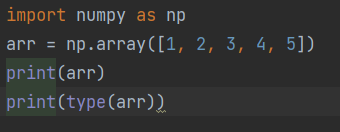 import numpy as np
arr = np.array([1, 2, 3, 4, 5])
print(arr)
print(type(arr))